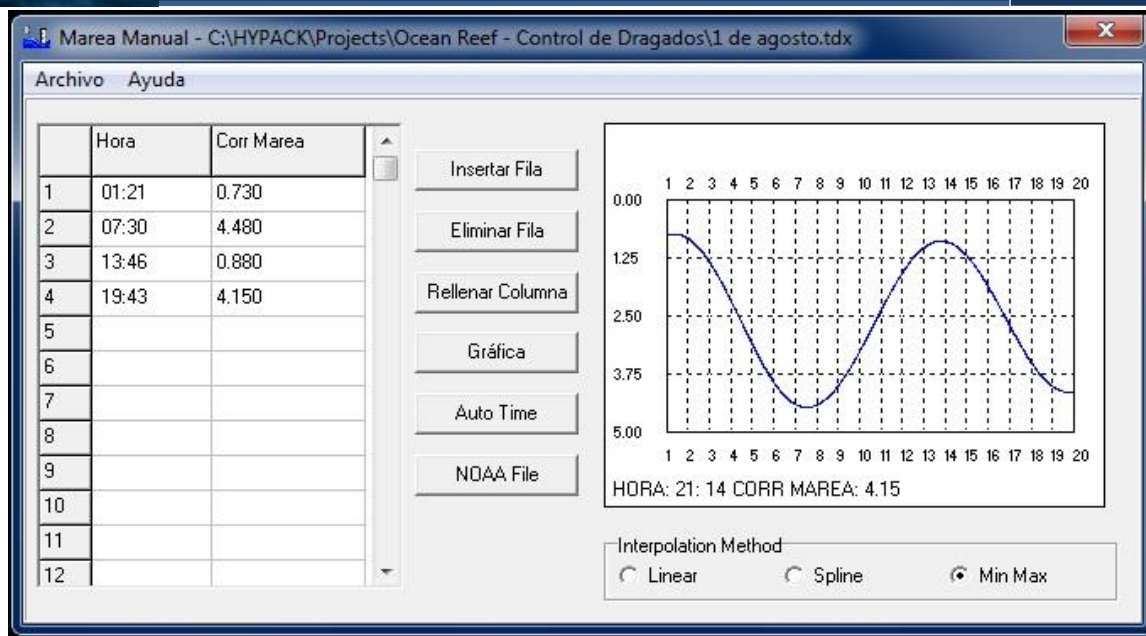 Marea Manual - C:\HYPACK\Projects\Ocean Reef - Control de Dragados\1 de agosto.tdx
Archivo Ayuda
Hora Corr Marea
1 01:21 0.730
2 07:30 4.480
3 13:46 0.880
4 19:43 4.150
5
6
7
8
9
10
11
12
Insertar Fila
Eliminar Fila
Rellenar Columna
Gráfica
Auto Time
NOAA File
1 2 3 4 5 6 7 8 9 10 11 12 13 14 15 16 17 18 19 20
0.00
1.25
2.50
3.75
5.00
1 2 3 4 5 6 7 8 9 10 11 12 13 14 15 16 17 18 19 20
HORA: 21: 14 CORR MAREA: 4.15
Interpolation Method
Linear Spline Min Max